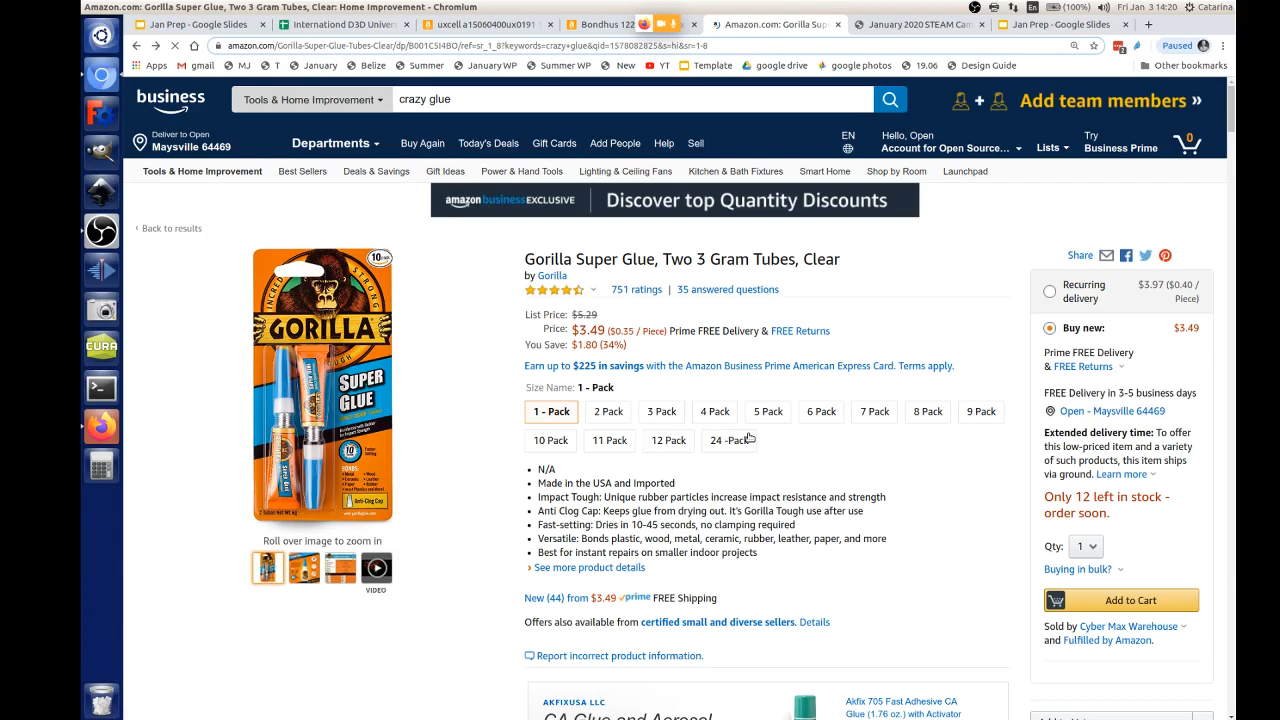 Amazon.com: Gorilla Super Glue, Two 3 Gram Tubes, Clear: Home Improvement - Chromium
En (100%) Fri Jan 3 14:20 Catarina
Jan Prep - Google Slides
Internationd D3D Univer
uxcell a15060400ux0191
Bondhus 122
Amazon.com: Gorilla Sup
January 2020 STEAM Cam
Jan Prep - Google Slides
amazon.com/Gorilla-Super-Glue-Tubes-Clear/dp/B001C5I4BO/ref=sr_1_8?keywords=crazy+glue&qid=1578082825&s=hi&sr=1-8
Paused
Apps gmail MJ T January Belize Summer January WP Summer WP New YT Template google drive google photos 19.06 Design Guide Other bookmarks
business
Tools & Home Improvement
crazy glue
Add team members »
Deliver to Open
Maysville 64469
Departments
Buy Again Today's Deals Gift Cards Add People Help Sell
EN
Hello, Open
Account for Open Source...
Lists
Try
Business Prime
0
Tools & Home Improvement Best Sellers Deals & Savings Gift Ideas Power & Hand Tools Lighting & Ceiling Fans Kitchen & Bath Fixtures Smart Home Shop by Room Launchpad
amazon business EXCLUSIVE Discover top Quantity Discounts
‹ Back to results
INCREDIBLY STRONG
GORILLA
TOUGH
SUPER
GLUE
10
Anti-Clog Cap
Roll over image to zoom in
VIDEO
Gorilla Super Glue, Two 3 Gram Tubes, Clear
by Gorilla
751 ratings | 35 answered questions
List Price: $5.29
Price: $3.49 ($0.35 / Piece) Prime FREE Delivery & FREE Returns
You Save: $1.80 (34%)
Earn up to $225 in savings with the Amazon Business Prime American Express Card. Terms apply.
Size Name: 1 - Pack
1 - Pack 2 Pack 3 Pack 4 Pack 5 Pack 6 Pack 7 Pack 8 Pack 9 Pack
10 Pack 11 Pack 12 Pack 24 -Pack
• N/A
• Made in the USA and Imported
• Impact Tough: Unique rubber particles increase impact resistance and strength
• Anti Clog Cap: Keeps glue from drying out. It's Gorilla Tough use after use
• Fast-setting: Dries in 10-45 seconds, no clamping required
• Versatile: Bonds plastic, wood, metal, ceramic, rubber, leather, paper, and more
• Best for instant repairs on smaller indoor projects
› See more product details
New (44) from $3.49 prime FREE Shipping
Offers also available from certified small and diverse sellers. Details
Report incorrect product information.
AKFIXUSA LLC
CA Glue and Aerosol
Akfix 705 Fast Adhesive CA
Glue (1.76 oz.) with Activator
Share
Recurring
delivery
$3.97 ($0.40 /
Piece)
Buy new: $3.49
Prime FREE Delivery
& FREE Returns
FREE Delivery in 3-5 business
days
Open - Maysville 64469
Extended delivery time: To offer
this low-priced item and a variety
of such products, this item ships
via ground. Learn more
Only 12 left in stock -
order soon.
Qty: 1
Buying in bulk?
Add to Cart
Sold by Cyber Max Warehouse
and Fulfilled by Amazon.
CURA